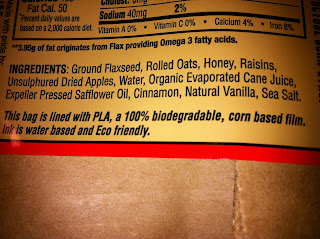 Fat Cal. 50
Percent daily values are
based on a 2,000 calorie diet.
Sodium 40mg 2%
Vitamin A 0% • Vitamin C 0% • Calcium 4% • Iron 8%
**3.95g of fat originates from Flax providing Omega 3 fatty acids.
INGREDIENTS: Ground Flaxseed, Rolled Oats, Honey, Raisins,
Unsulphured Dried Apples, Water, Organic Evaporated Cane Juice,
Expeller Pressed Safflower Oil, Cinnamon, Natural Vanilla, Sea Salt.
This bag is lined with PLA, a 100% biodegradable, corn based film.
Ink is water based and Eco friendly.